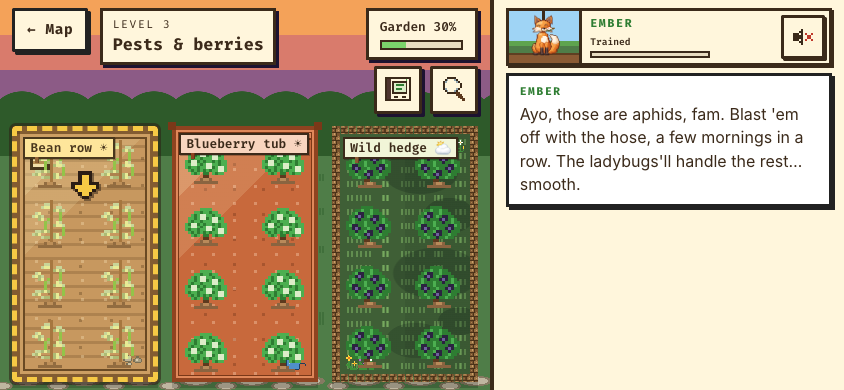 ← Map
LEVEL 3
Pests & berries
Garden 30%
Bean row ☀
Blueberry tub ☀
Wild hedge ⛅
EMBER
Trained
EMBER
Ayo, those are aphids, fam. Blast 'em
off with the hose, a few mornings in a
row. The ladybugs'll handle the rest...
smooth.